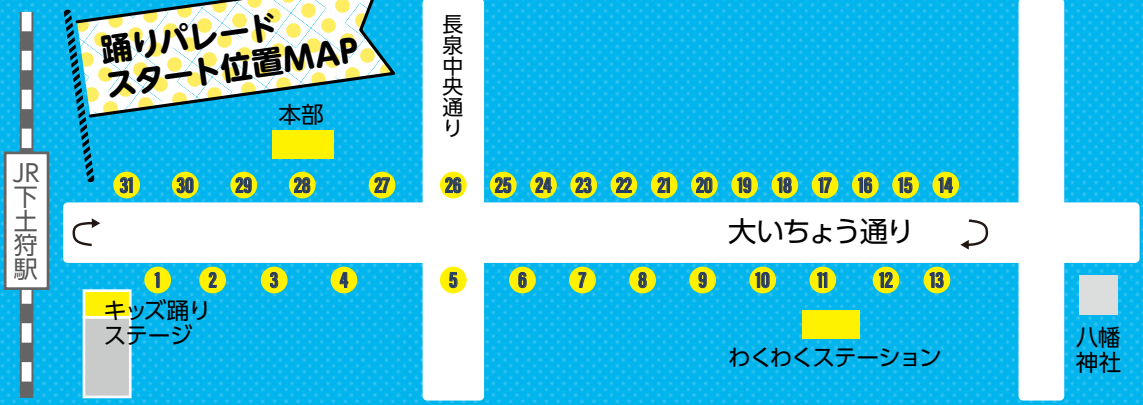 踊りパレード
スタート位置MAP
長泉中央通り
本部
JR下土狩駅
31 30 29 28 27 26 25 24 23 22 21 20 19 18 17 16 15 14
大いちょう通り
1 2 3 4 5 6 7 8 9 10 11 12 13
キッズ踊り
ステージ
わくわくステーション
八幡
神社